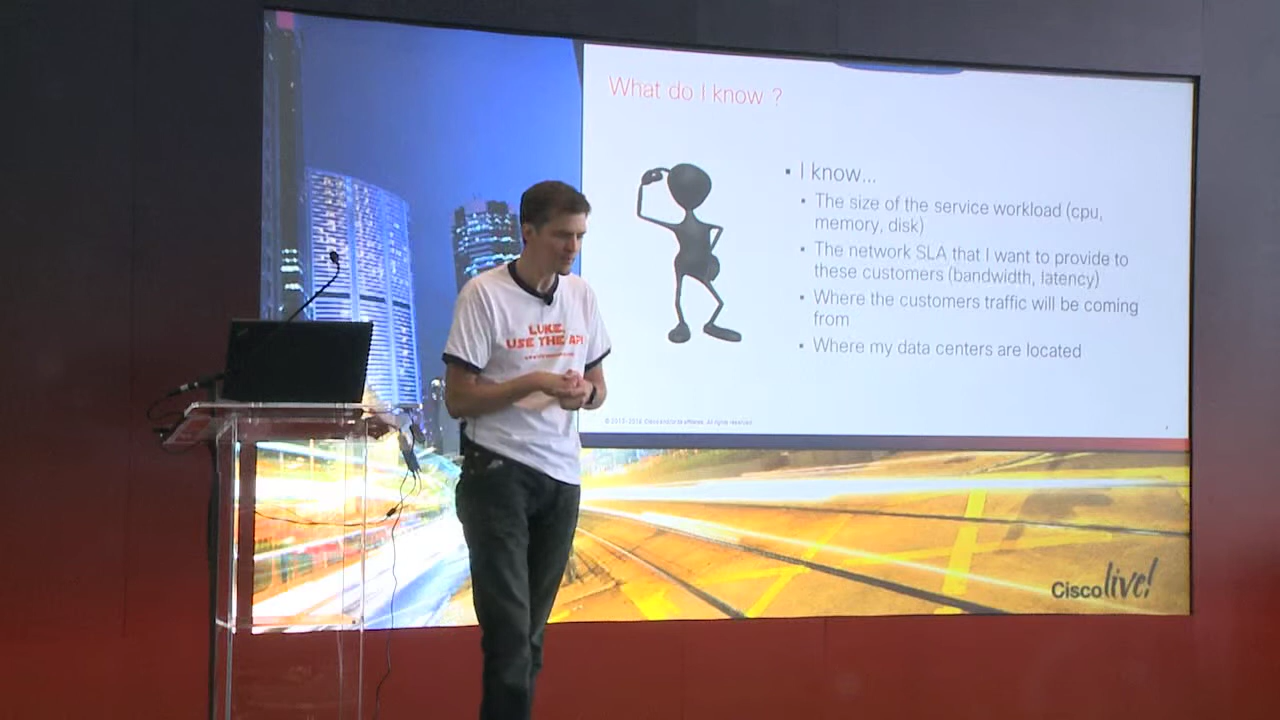 What do I know ?
I know...
The size of the service workload (cpu,
memory, disk)
The network SLA that I want to provide to
these customers (bandwidth, latency)
Where the customers traffic will be coming
from
Where my data centers are located
LUKE,
USE THE API
Cisco live!